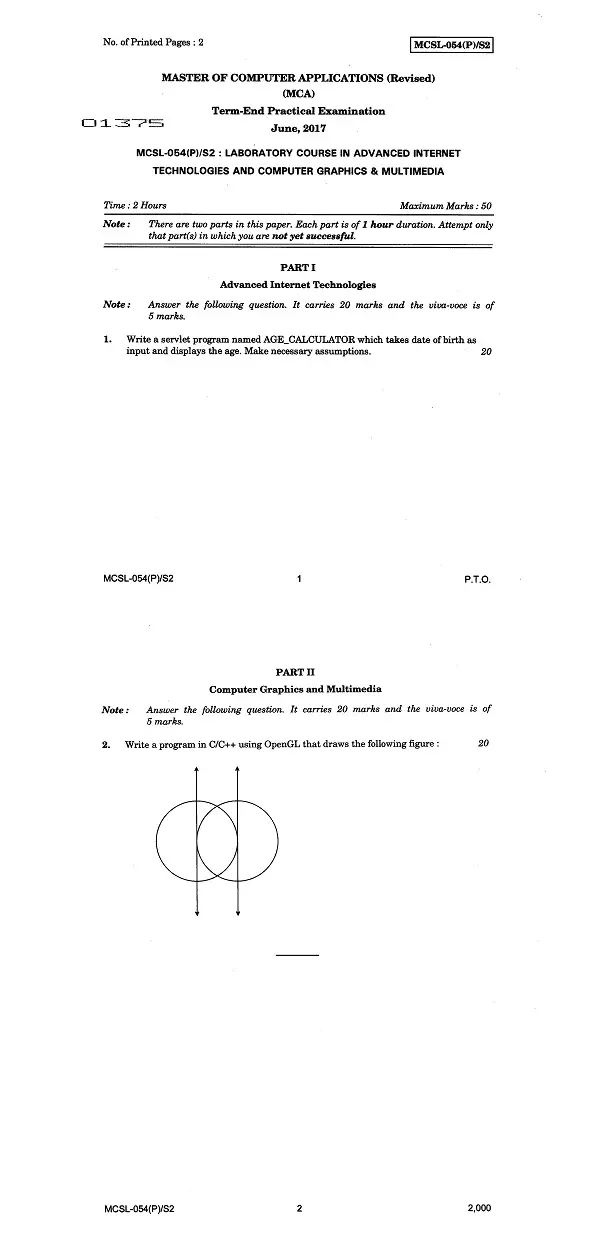 No. of Printed Pages : 2
MCSL-054(P)/S2
MASTER OF COMPUTER APPLICATIONS (Revised)
(MCA)
Term-End Practical Examination
01375
June, 2017
MCSL-054(P)/S2 : LABORATORY COURSE IN ADVANCED INTERNET
TECHNOLOGIES AND COMPUTER GRAPHICS & MULTIMEDIA
Time : 2 Hours Maximum Marks : 50
Note : There are two parts in this paper. Each part is of 1 hour duration. Attempt only
that part(s) in which you are not yet successful.
PART I
Advanced Internet Technologies
Note : Answer the following question. It carries 20 marks and the viva-voce is of
5 marks.
1. Write a servlet program named AGE_CALCULATOR which takes date of birth as
input and displays the age. Make necessary assumptions. 20
MCSL-054(P)/S2 1 P.T.O.
PART II
Computer Graphics and Multimedia
Note : Answer the following question. It carries 20 marks and the viva-voce is of
5 marks.
2. Write a program in C/C++ using OpenGL that draws the following figure : 20
MCSL-054(P)/S2 2 2,000